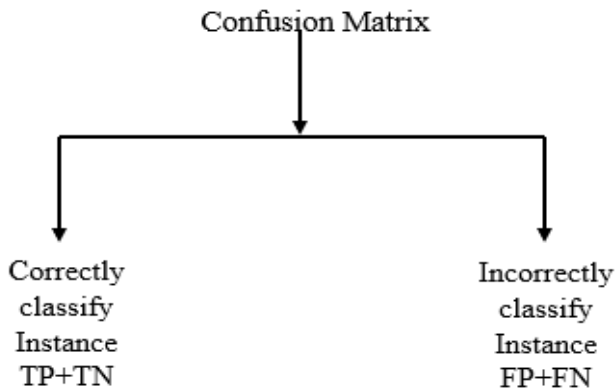 Confusion Matrix
Correctly
classify
Instance
TP+TN
Incorrectly
classify
Instance
FP+FN